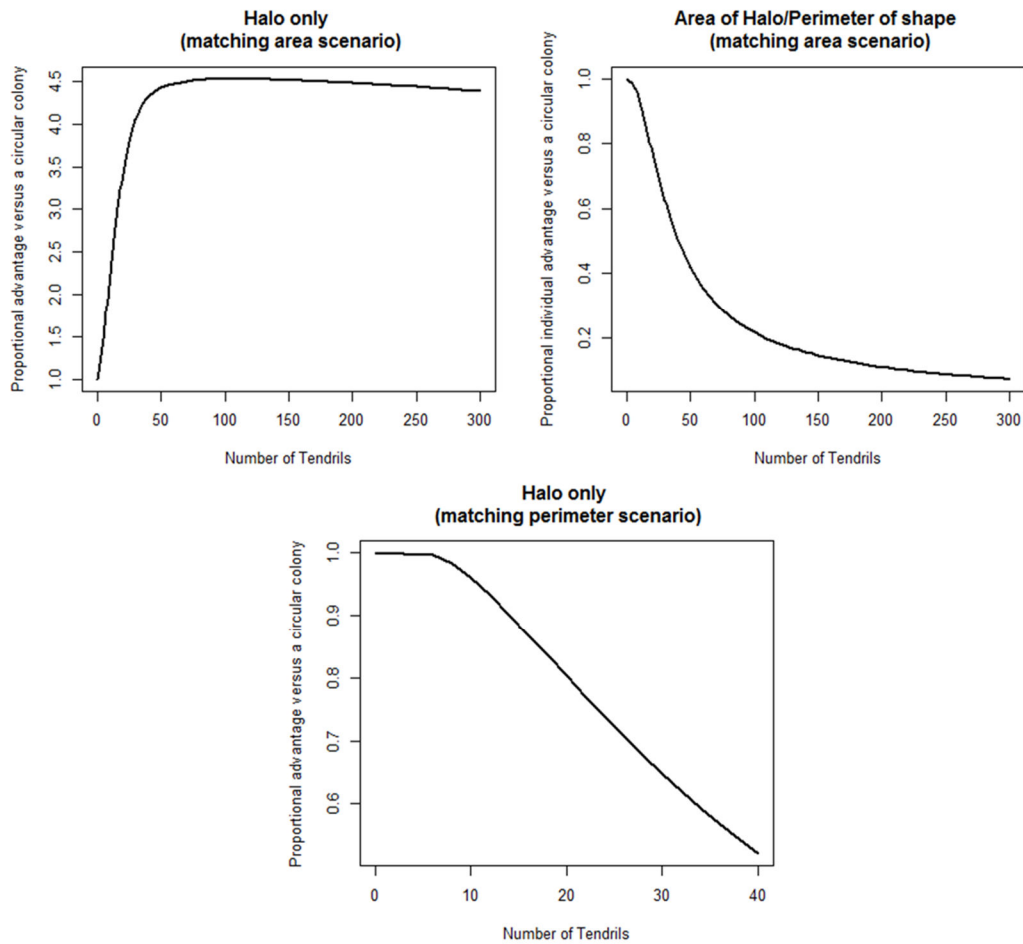 Halo only
(matching area scenario)
Proportional advantage versus a circular colony
4.5
4.0
3.5
3.0
2.5
2.0
1.5
1.0
0 50 100 150 200 250 300
Number of Tendrils
Area of Halo/Perimeter of shape
(matching area scenario)
Proportional individual advantage versus a circular colony
1.0
0.8
0.6
0.4
0.2
0 50 100 150 200 250 300
Number of Tendrils
Halo only
(matching perimeter scenario)
Proportional advantage versus a circular colony
1.0
0.9
0.8
0.7
0.6
0 10 20 30 40
Number of Tendrils